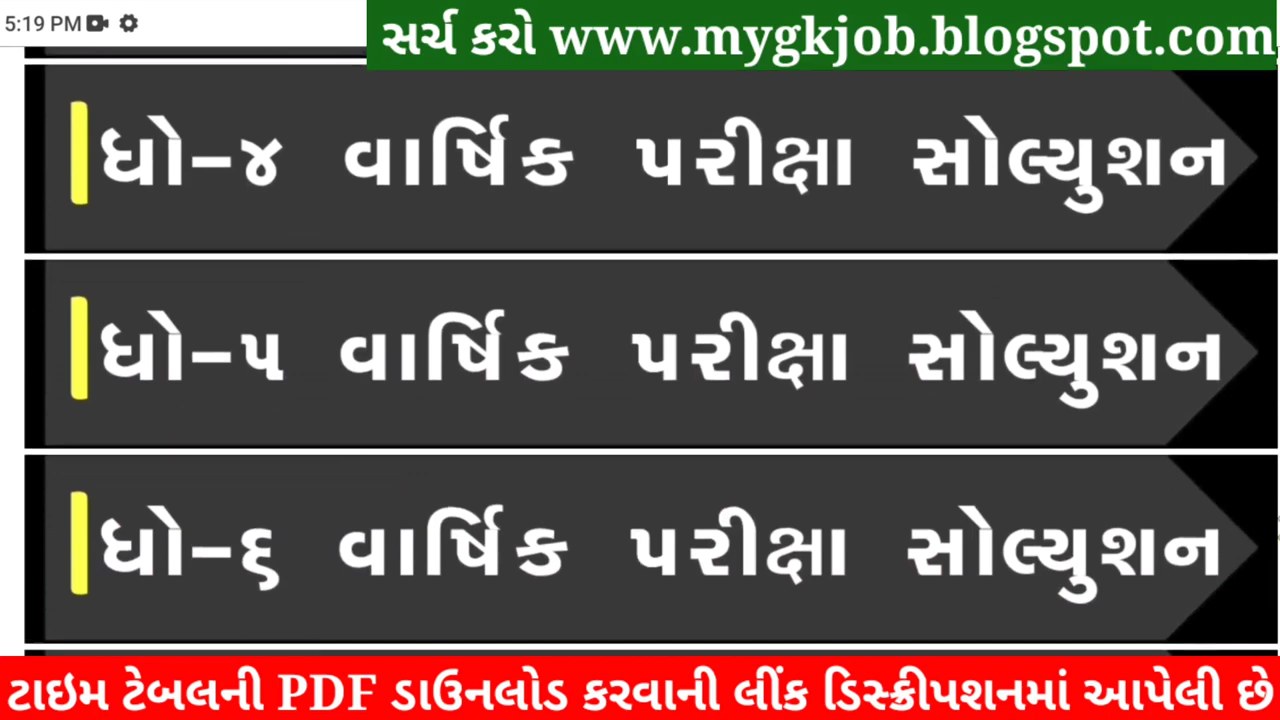 5:19 PM
સર્ચ કરો www.mygkjob.blogspot.com
ધો-૪ વાર્ષિક પરીક્ષા સોલ્યુશન
ધો-૫ વાર્ષિક પરીક્ષા સોલ્યુશન
ધો-૬ વાર્ષિક પરીક્ષા સોલ્યુશન
ટાઇમ ટેબલની PDF ડાઉનલોડ કરવાની લીંક ડિસ્ક્રીપશનમાં આપેલી છે